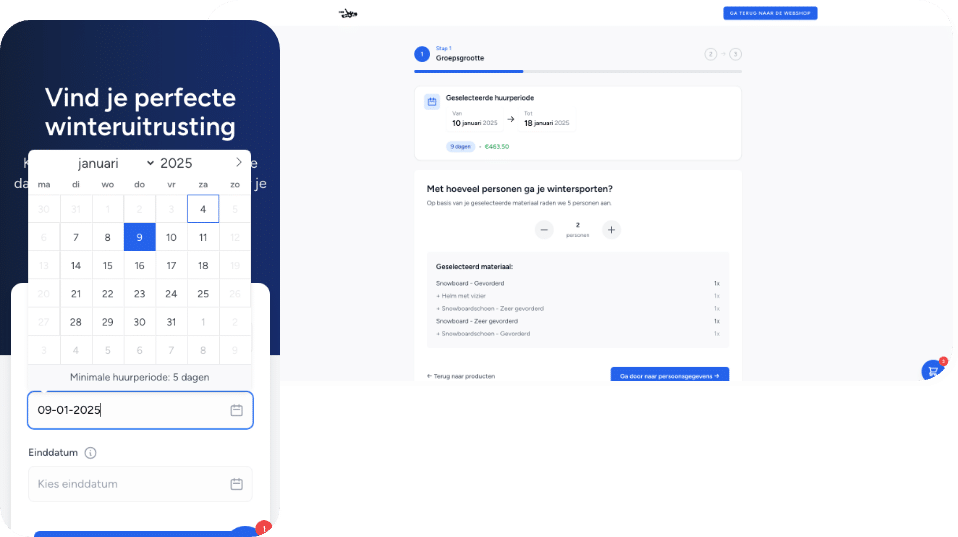 Vind je perfecte
winteruitrusting
januari 2025
ma di wo do vr za zo
30 31 1 2 3 4 5
6 7 8 9 10 11 12
13 14 15 16 17 18 19
20 21 22 23 24 25 26
27 28 29 30 31 1 2
3 4 5 6 7 8 9
Minimale huurperiode: 5 dagen
09-01-2025
Einddatum
Kies einddatum
GA TERUG NAAR DE WEBSHOP
1
Stap 1
Groepsgrootte
2
3
Geselecteerde huurperiode
Van Tot
10 januari 2025 → 18 januari 2025
9 dagen • €463.50
Met hoeveel personen ga je wintersporten?
Op basis van je geselecteerde materiaal raden we 5 personen aan.
− 2 +
personen
Geselecteerd materiaal:
Snowboard - Gevorderd 1x
+ Helm met vizier 1x
+ Snowboardschoen - Zeer gevorderd 1x
Snowboard - Zeer gevorderd 1x
+ Snowboardschoen - Gevorderd 1x
← Terug naar producten
Ga door naar persoonsgegevens →